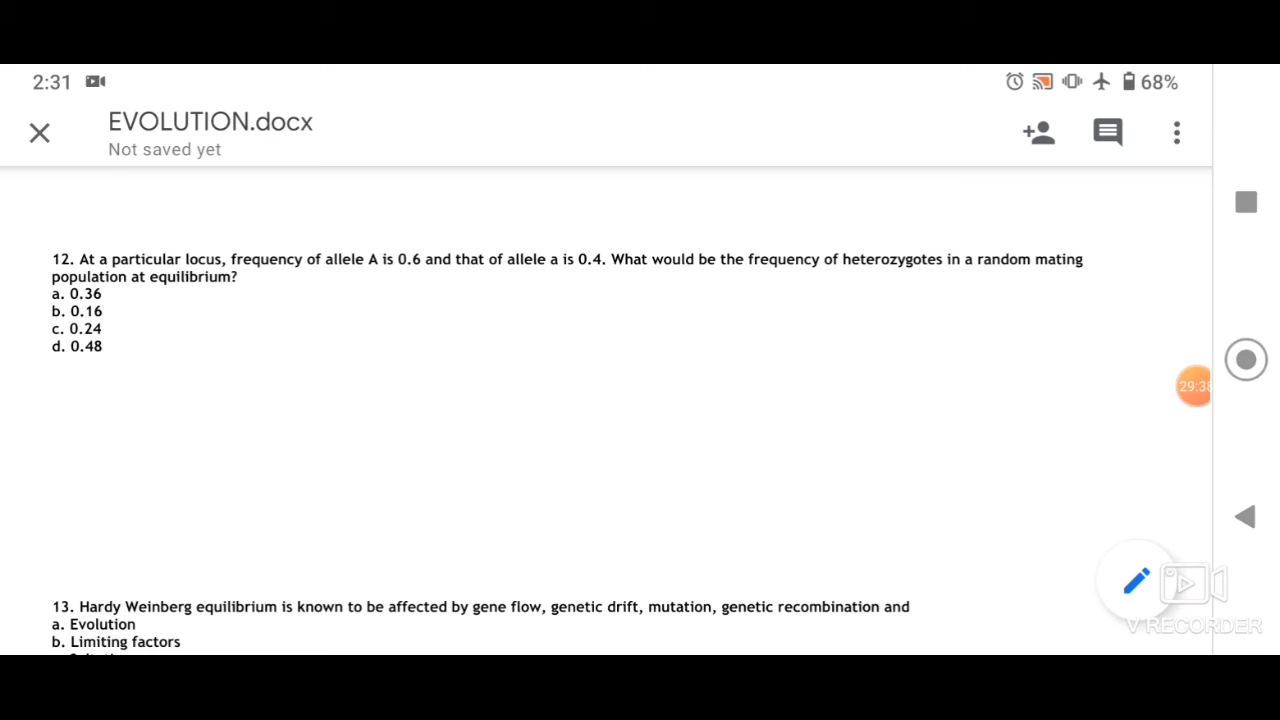 2:31
68%
EVOLUTION.docx
Not saved yet
12. At a particular locus, frequency of allele A is 0.6 and that of allele a is 0.4. What would be the frequency of heterozygotes in a random mating
population at equilibrium?
a. 0.36
b. 0.16
c. 0.24
d. 0.48
29:38
13. Hardy Weinberg equilibrium is known to be affected by gene flow, genetic drift, mutation, genetic recombination and
a. Evolution
b. Limiting factors
V RECORDER